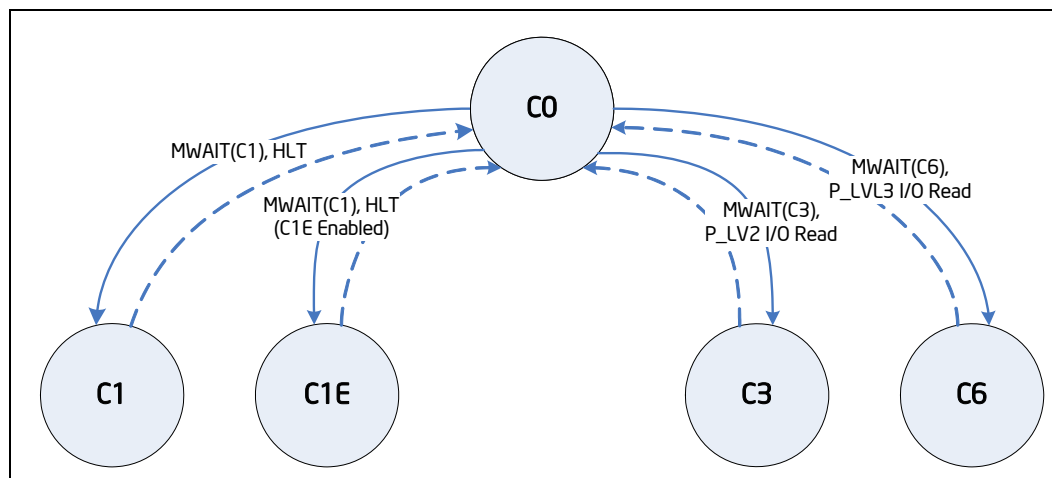 C0
MWAIT(C1), HLT
MWAIT(C6),
P_LVL3 I/O Read
MWAIT(C1), HLT
(C1E Enabled)
MWAIT(C3),
P_LV2 I/O Read
C1
C1E
C3
C6